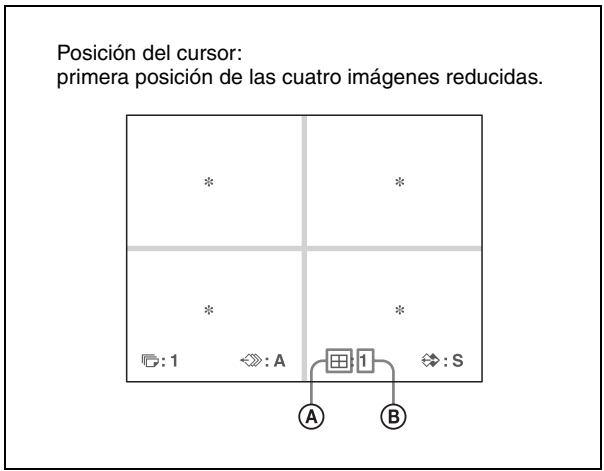 Posición del cursor:
primera posición de las cuatro imágenes reducidas.
* *
* *
: 1 : A : 1 : S
A B